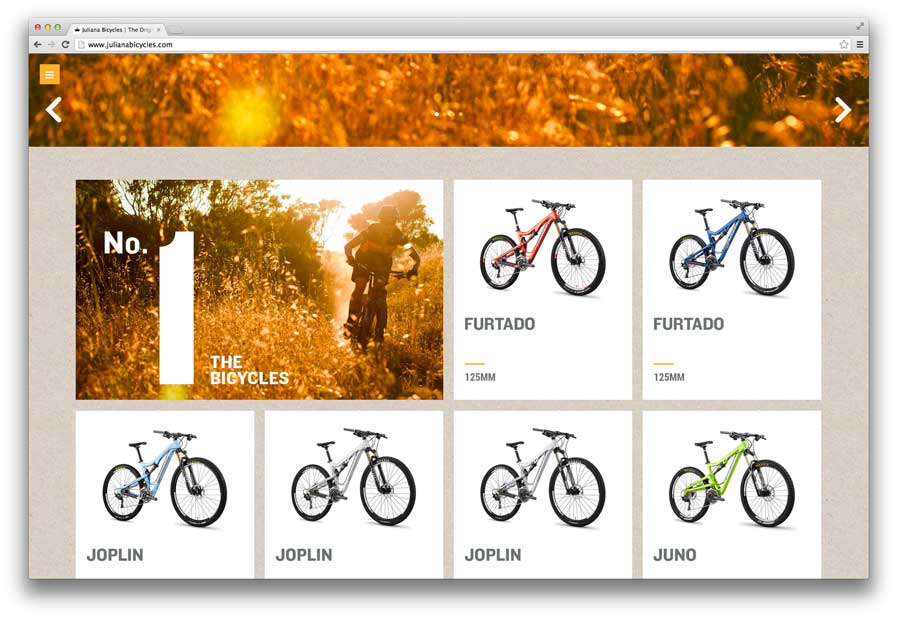 Juliana Bicycles | The Orig
www.julianabicycles.com
No. 1
THE
BICYCLES
FURTADO
125MM
FURTADO
125MM
JOPLIN
JOPLIN
JOPLIN
JUNO